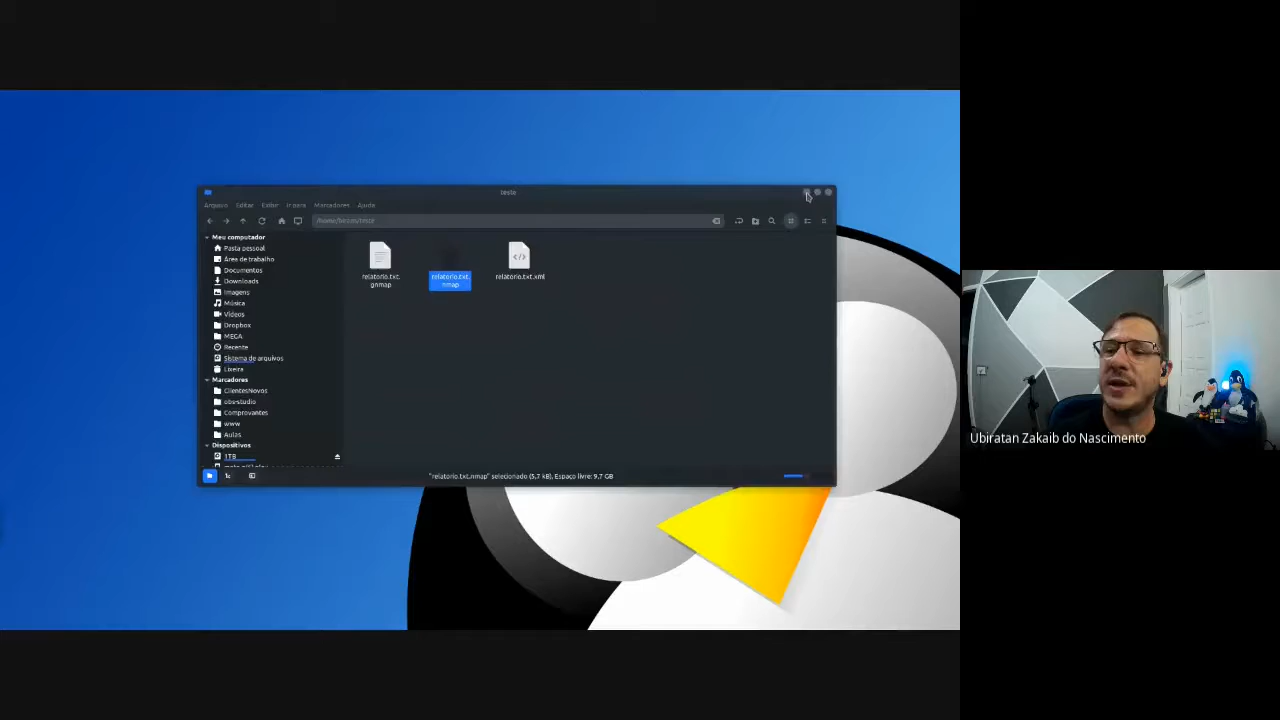 teste
Arquivo Editar Exibir Ir para Marcadores Ajuda
Meu computador
Pasta pessoal
Área de trabalho
Documentos
Downloads
Imagens
Música
Vídeos
Dropbox
MEGA
Recente
Sistema de arquivos
Lixeira
Marcadores
ClientesNovos
obs-studio
Comprovantes
www
Aulas
Dispositivos
1TB
relatorio.txt.
gnmap
relatorio.txt.
nmap
relatorio.txt.xml
"relatorio.txt.nmap" selecionado (5,7 kB), Espaço livre: 9,7 GB
Ubiratan Zakaib do Nascimento